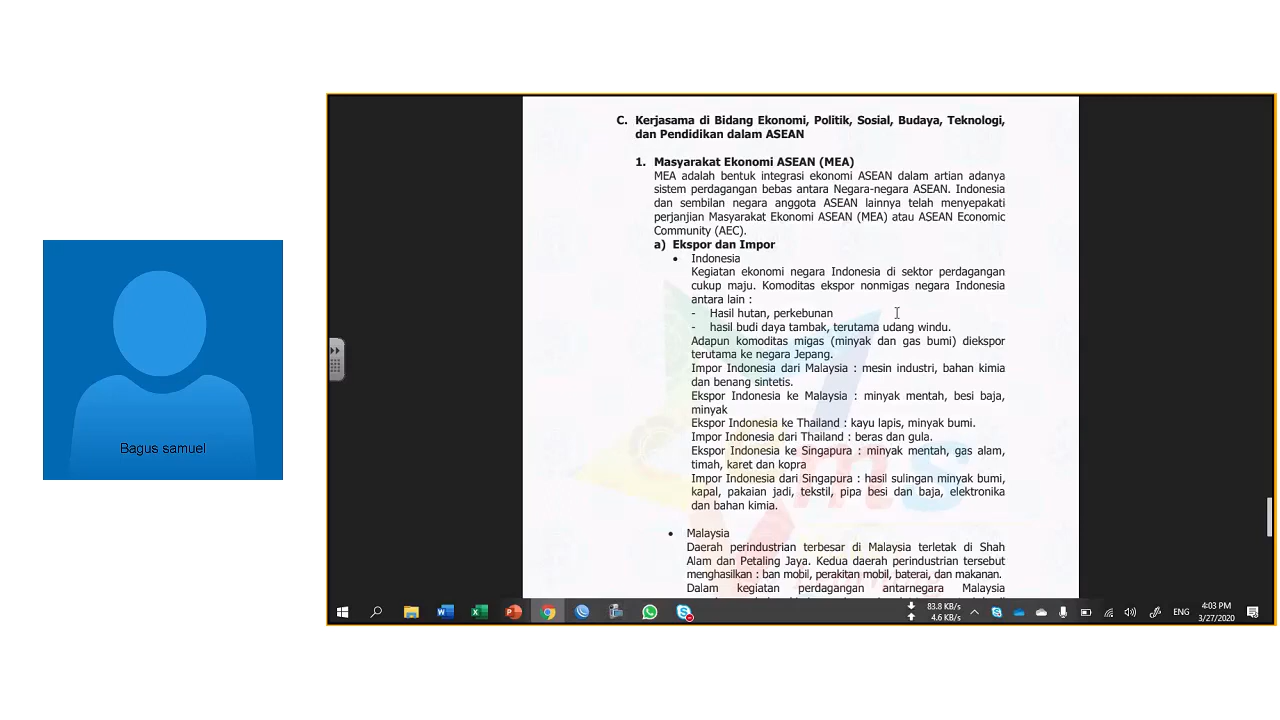 Bagus samuel
C. Kerjasama di Bidang Ekonomi, Politik, Sosial, Budaya, Teknologi,
dan Pendidikan dalam ASEAN
1. Masyarakat Ekonomi ASEAN (MEA)
MEA adalah bentuk integrasi ekonomi ASEAN dalam artian adanya
sistem perdagangan bebas antara Negara-negara ASEAN. Indonesia
dan sembilan negara anggota ASEAN lainnya telah menyepakati
perjanjian Masyarakat Ekonomi ASEAN (MEA) atau ASEAN Economic
Community (AEC).
a) Ekspor dan Impor
• Indonesia
Kegiatan ekonomi negara Indonesia di sektor perdagangan
cukup maju. Komoditas ekspor nonmigas negara Indonesia
antara lain :
- Hasil hutan, perkebunan
- hasil budi daya tambak, terutama udang windu.
Adapun komoditas migas (minyak dan gas bumi) diekspor
terutama ke negara Jepang.
Impor Indonesia dari Malaysia : mesin industri, bahan kimia
dan benang sintetis.
Ekspor Indonesia ke Malaysia : minyak mentah, besi baja,
minyak
Ekspor Indonesia ke Thailand : kayu lapis, minyak bumi.
Impor Indonesia dari Thailand : beras dan gula.
Ekspor Indonesia ke Singapura : minyak mentah, gas alam,
timah, karet dan kopra
Impor Indonesia dari Singapura : hasil sulingan minyak bumi,
kapal, pakaian jadi, tekstil, pipa besi dan baja, elektronika
dan bahan kimia.
• Malaysia
Daerah perindustrian terbesar di Malaysia terletak di Shah
Alam dan Petaling Jaya. Kedua daerah perindustrian tersebut
menghasilkan : ban mobil, perakitan mobil, baterai, dan makanan.
Dalam kegiatan perdagangan antarnegara Malaysia
83.8 KB/s
4.6 KB/s
ENG
4:03 PM
3/27/2020